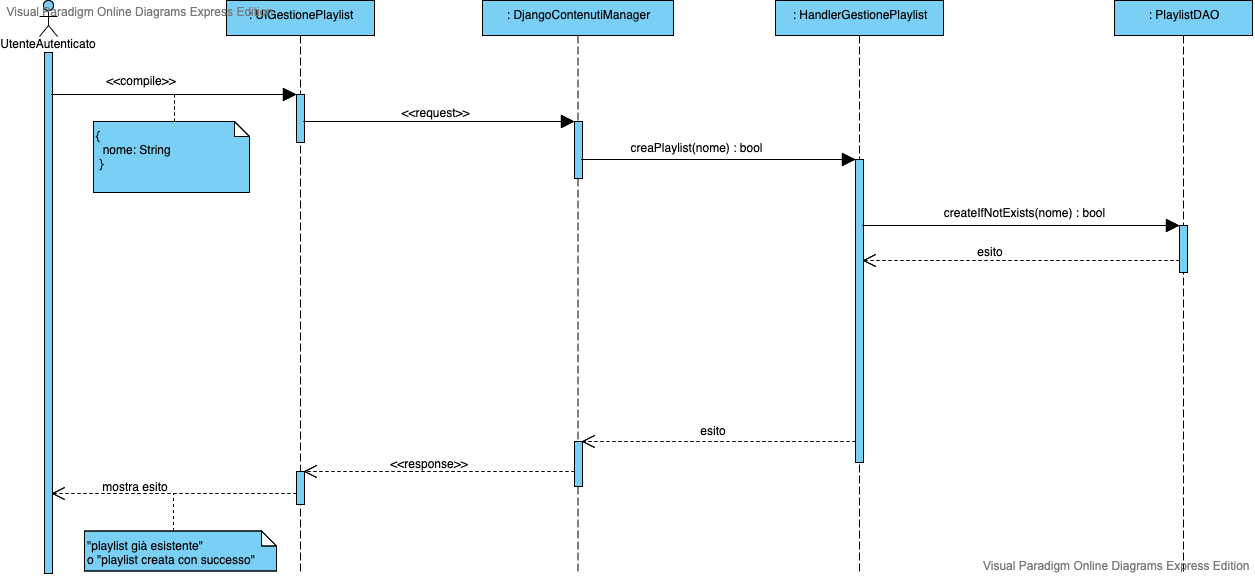 Visual Paradigm Online Diagrams Express Edition
: UIGestionePlaylist
: DjangoContenutiManager
: HandlerGestionePlaylist
: PlaylistDAO
UtenteAutenticato
<<compile>>
<<request>>
{
nome: String
}
creaPlaylist(nome) : bool
createIfNotExists(nome) : bool
esito
esito
<<response>>
mostra esito
"playlist già esistente"
o "playlist creata con successo"
Visual Paradigm Online Diagrams Express Edition